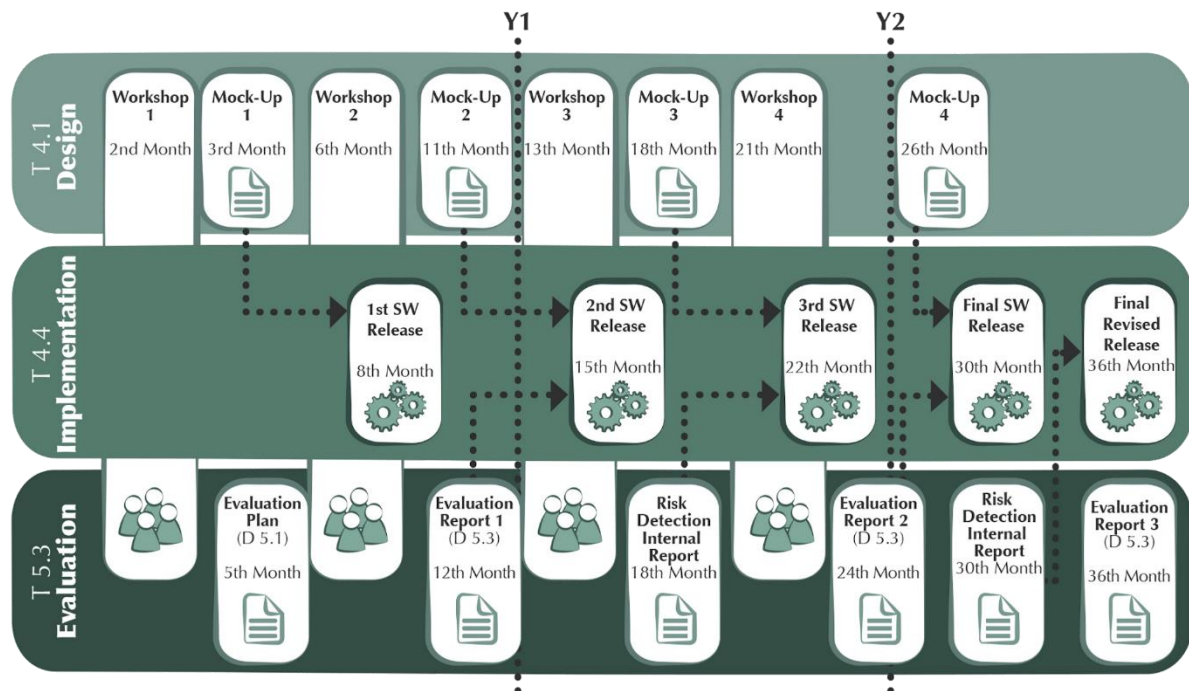 Y1
Y2
T 4.1
Design
Workshop
1
2nd Month
Mock-Up
1
3rd Month
Workshop
2
6th Month
Mock-Up
2
11th Month
Workshop
3
13th Month
Mock-Up
3
18th Month
Workshop
4
21th Month
Mock-Up
4
26th Month
T 4.4
Implementation
1st SW
Release
8th Month
2nd SW
Release
15th Month
3rd SW
Release
22th Month
Final SW
Release
30th Month
Final
Revised
Release
36th Month
T 5.3
Evaluation
Evaluation
Plan
(D 5.1)
5th Month
Evaluation
Report 1
(D 5.3)
12th Month
Risk
Detection
Internal
Report
18th Month
Evaluation
Report 2
(D 5.3)
24th Month
Risk
Detection
Internal
Report
30th Month
Evaluation
Report 3
(D 5.3)
36th Month